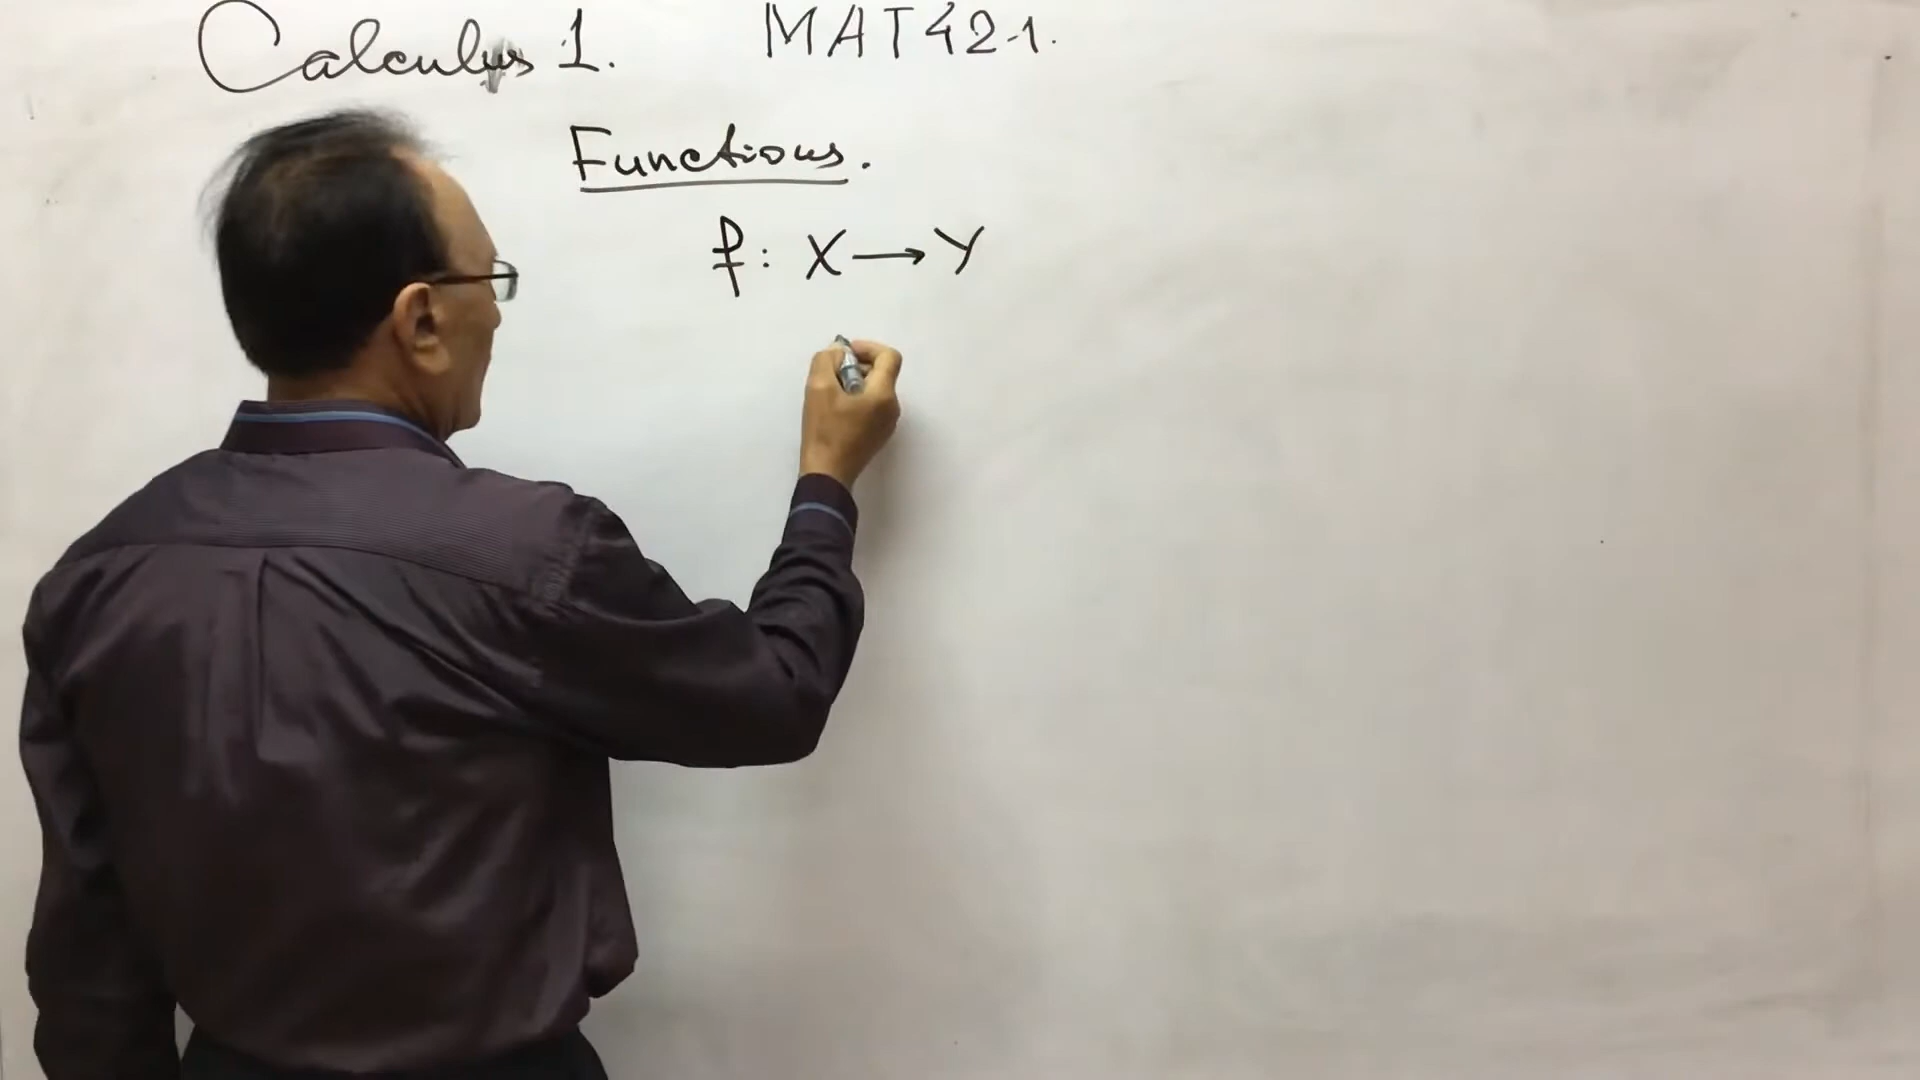 Calculus 1. MAT421.
Functions.
f: X → Y